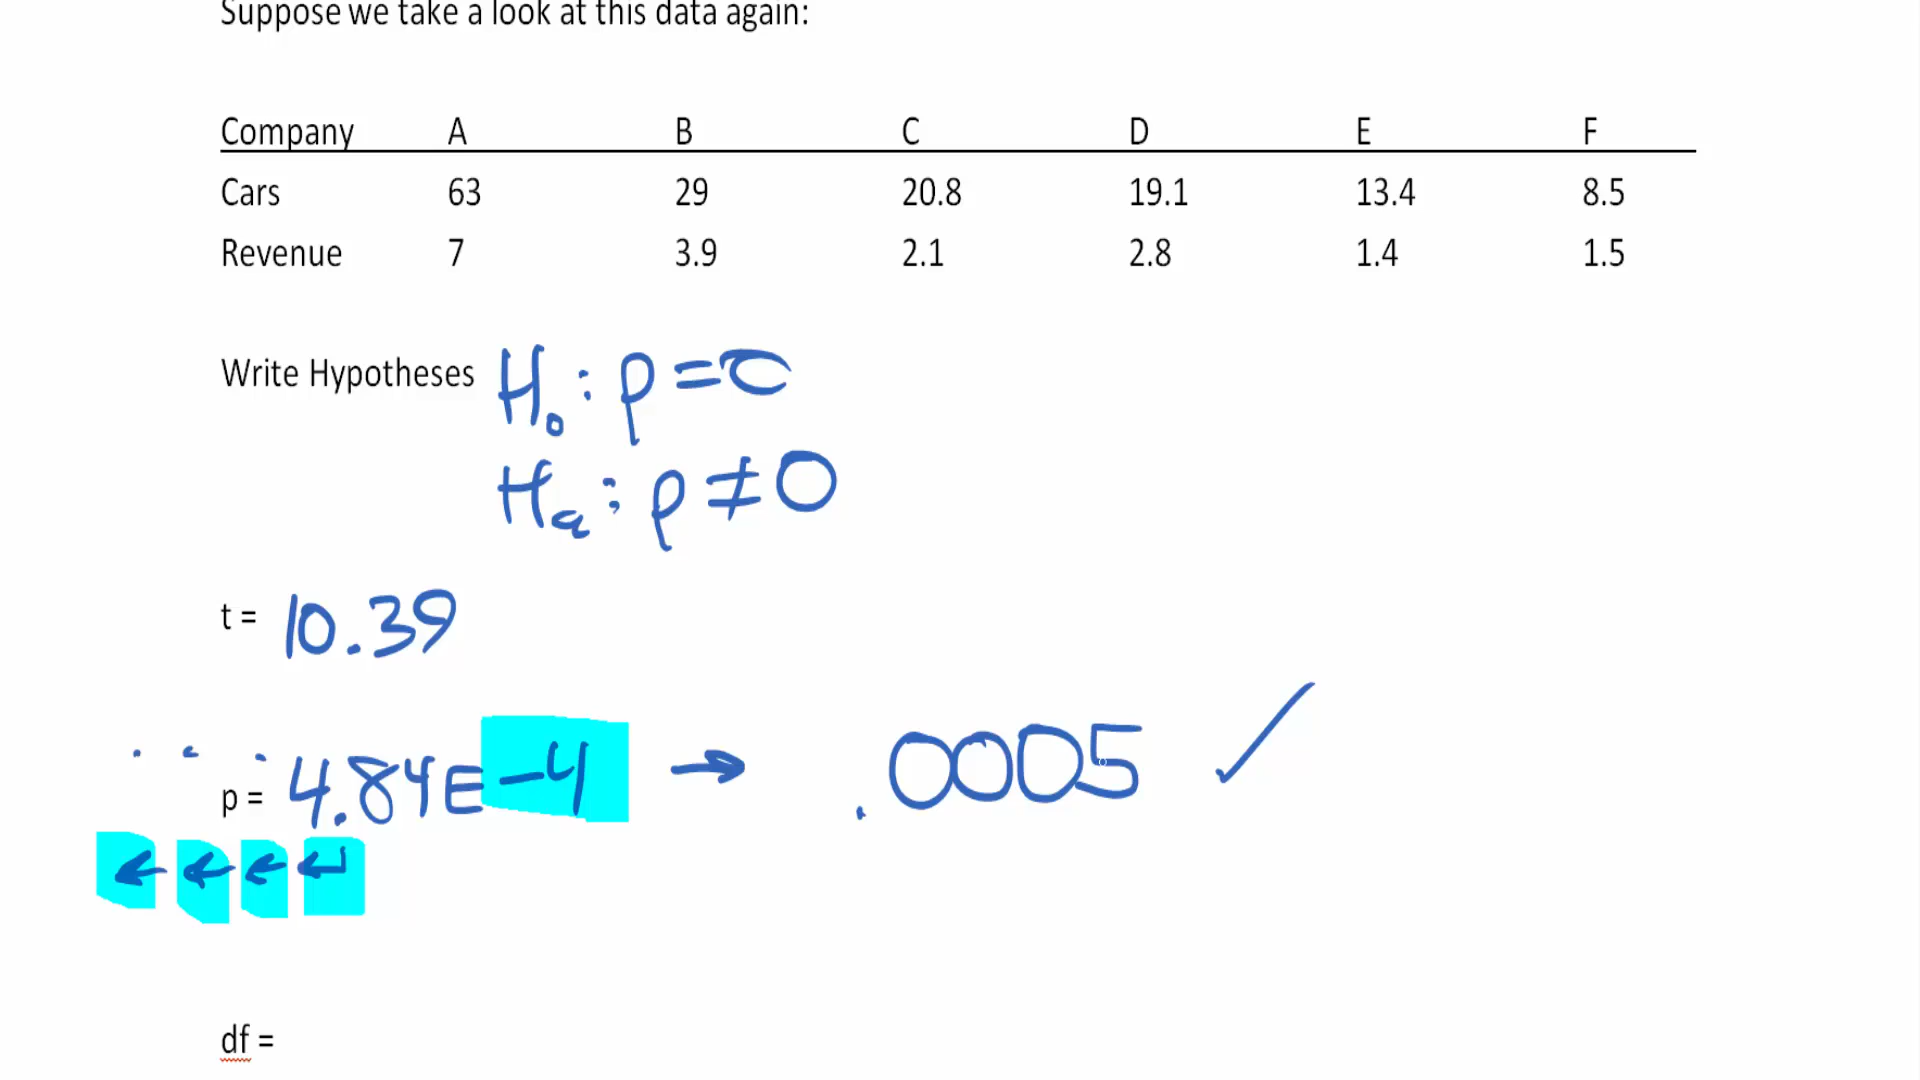 Suppose we take a look at this data again:
Company A B C D E F
Cars 63 29 20.8 19.1 13.4 8.5
Revenue 7 3.9 2.1 2.8 1.4 1.5
Write Hypotheses H₀: ρ = 0
Hₐ: ρ ≠ 0
t = 10.39
p = 4.84E-4 → .0005 ✓
← ← ← ←
df =